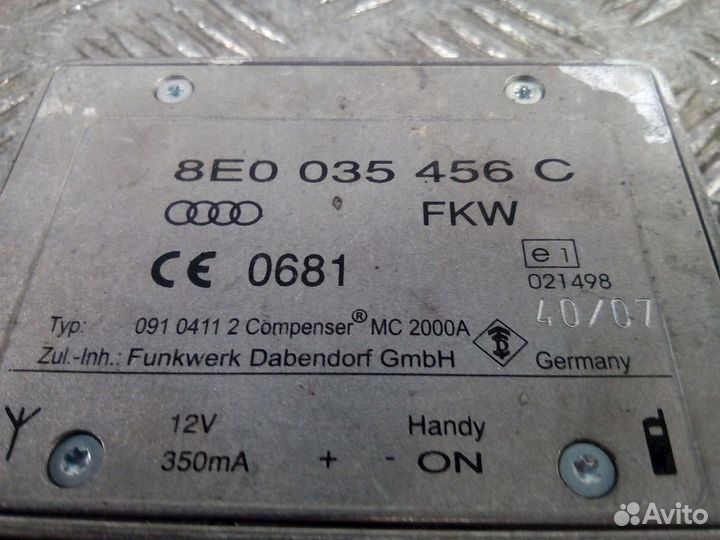 8E0 035 456 C
FKW
CE 0681
e1
021498
40/07
Typ: 091 0411 2 Compenser® MC 2000A
Zul.-Inh.: Funkwerk Dabendorf GmbH Germany
12V Handy
350mA + - ON
Avito